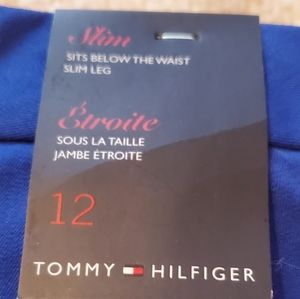 Slim
SITS BELOW THE WAIST
SLIM LEG
Étroite
SOUS LA TAILLE
JAMBE ÉTROITE
12
TOMMY HILFIGER